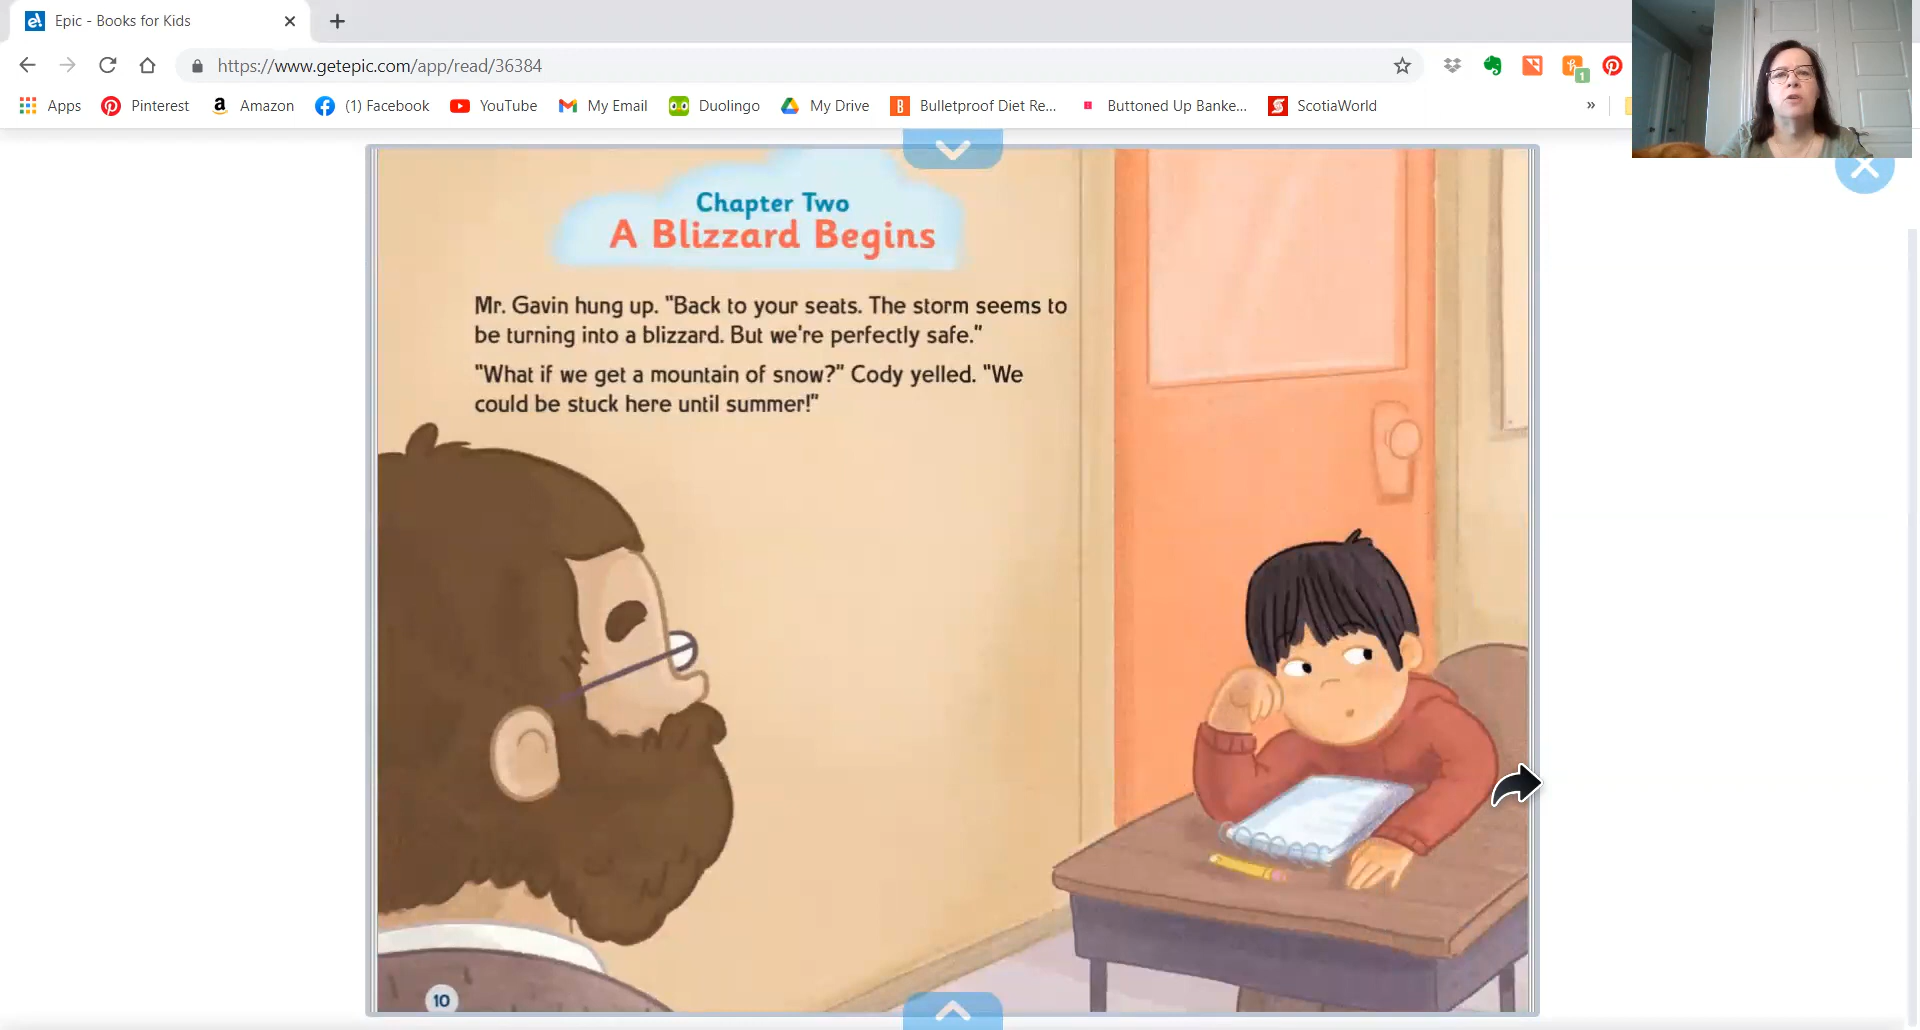 Epic - Books for Kids
https://www.getepic.com/app/read/36384
1
Apps Pinterest Amazon (1) Facebook YouTube My Email Duolingo My Drive Bulletproof Diet Re... Buttoned Up Banke... ScotiaWorld »
Chapter Two
A Blizzard Begins
Mr. Gavin hung up. "Back to your seats. The storm seems to
be turning into a blizzard. But we're perfectly safe."
"What if we get a mountain of snow?" Cody yelled. "We
could be stuck here until summer!"
10